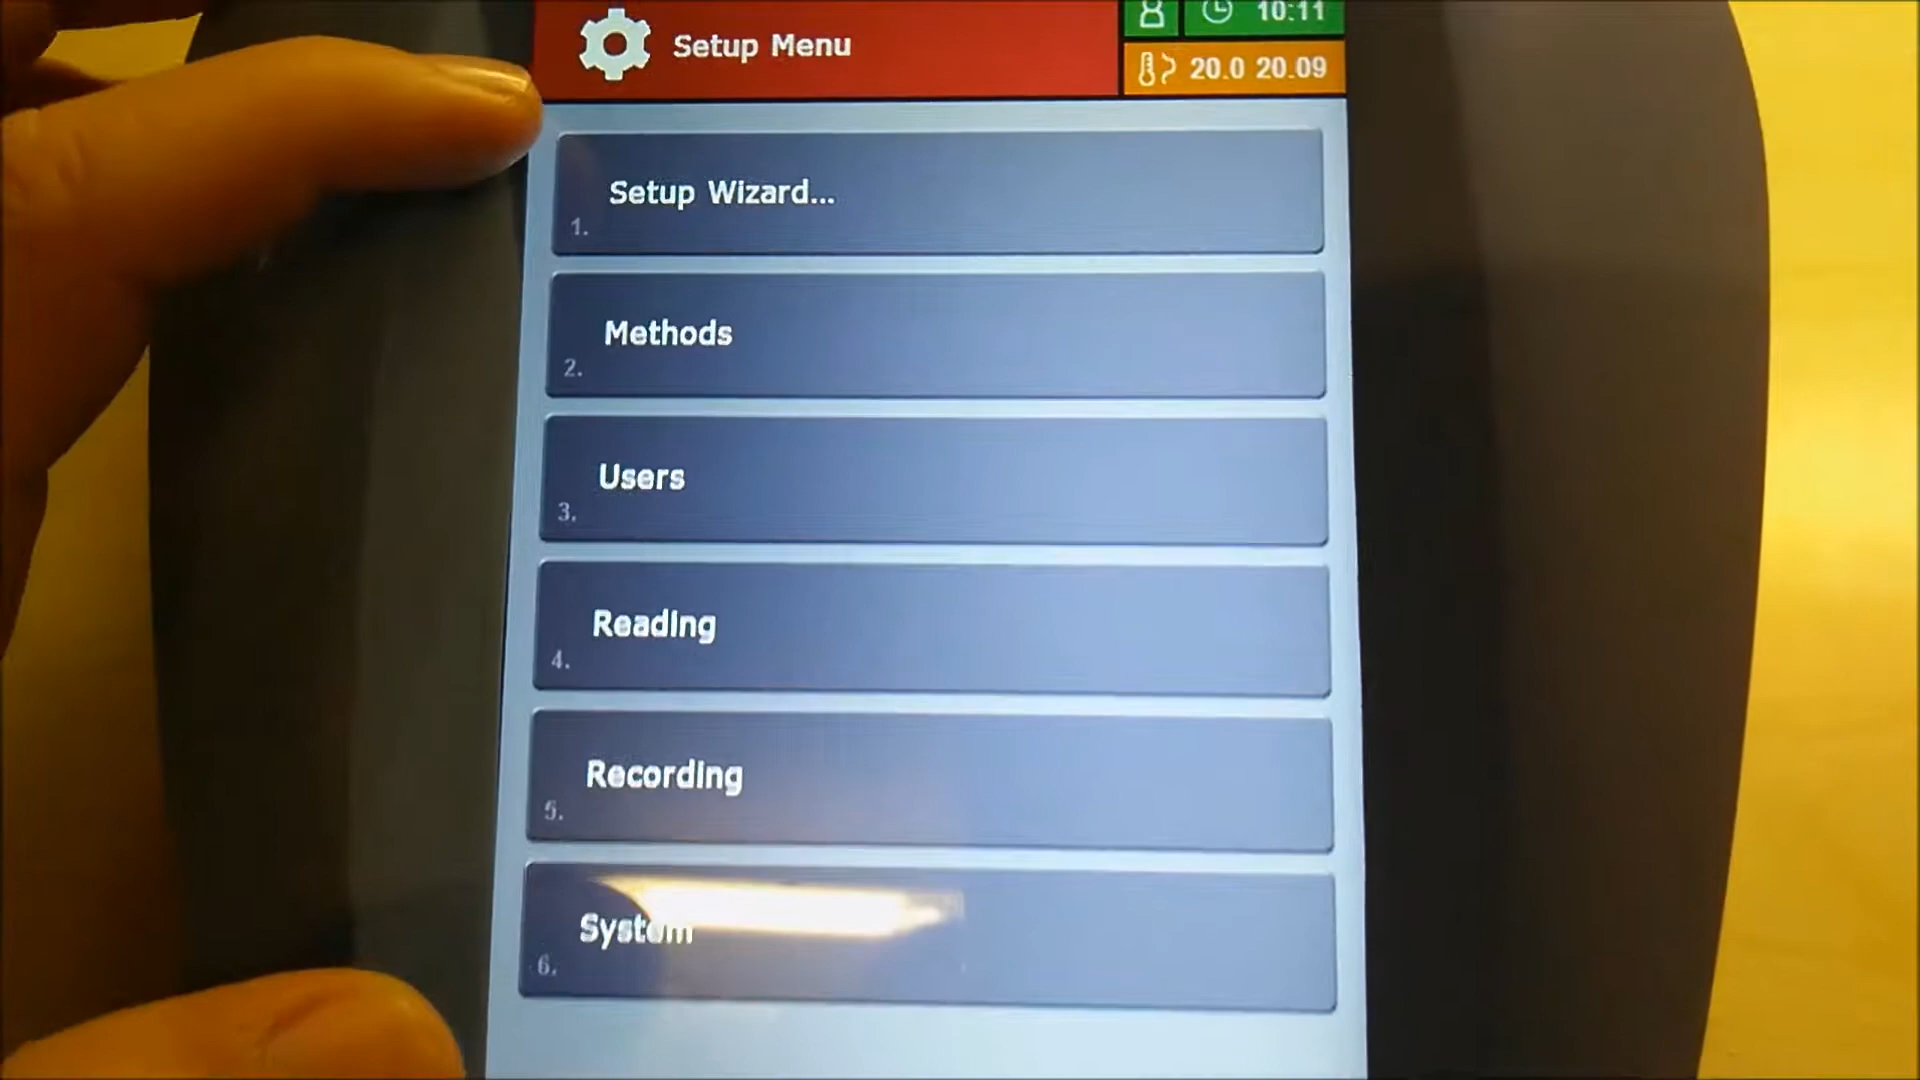 Setup Menu
10:11
20.0 20.09
Setup Wizard...
1.
Methods
2.
Users
3.
Reading
4.
Recording
5.
System
6.